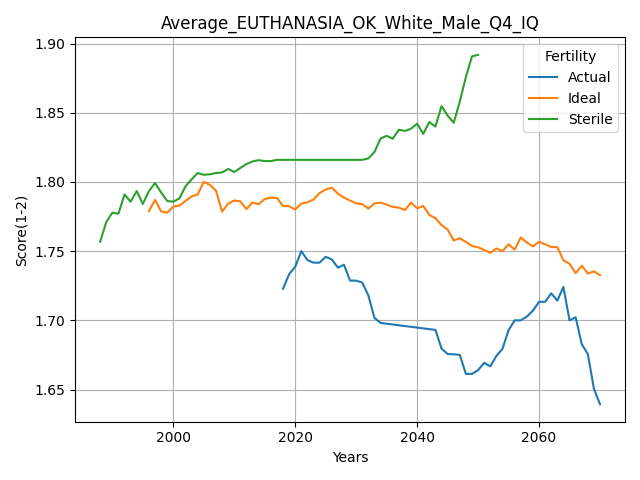 Average_EUTHANASIA_OK_White_Male_Q4_IQ
Score(1-2)
1.90
1.85
1.80
1.75
1.70
1.65
Fertility
Actual
Ideal
Sterile
2000 2020 2040 2060
Years